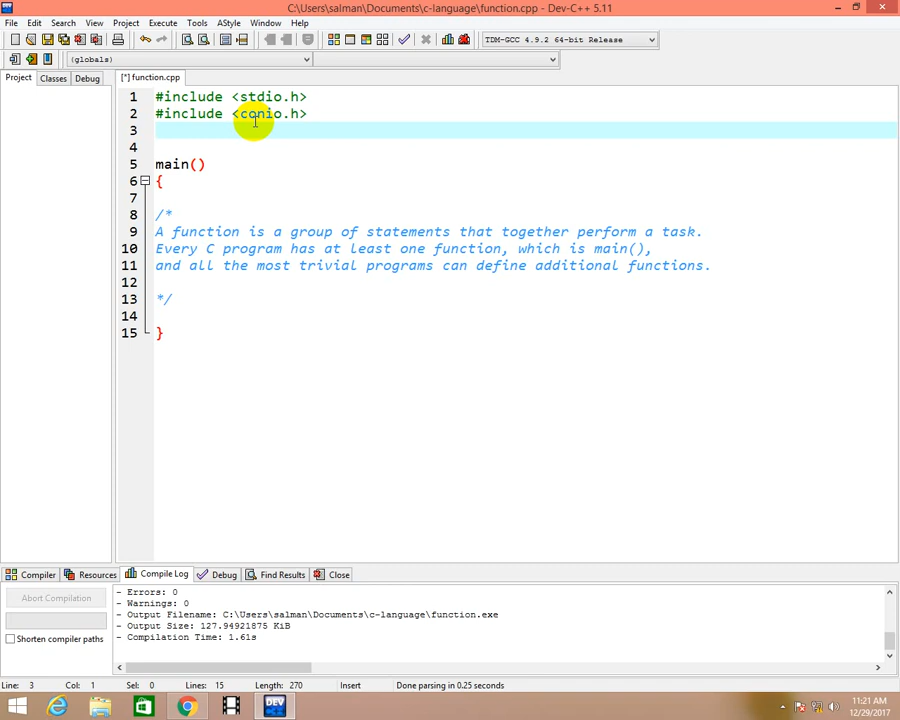 C:\Users\salman\Documents\c-language\function.cpp - Dev-C++ 5.11
File Edit Search View Project Execute Tools AStyle Window Help
TDM-GCC 4.9.2 64-bit Release
(globals)
Project Classes Debug [*] function.cpp
1 #include <stdio.h>
2 #include <conio.h>
3
4
5 main()
6 {
7
8 /*
9 A function is a group of statements that together perform a task.
10 Every C program has at least one function, which is main(),
11 and all the most trivial programs can define additional functions.
12
13 */
14
15 }
Compiler Resources Compile Log Debug Find Results Close
Abort Compilation
Shorten compiler paths
- Errors: 0
- Warnings: 0
- Output Filename: C:\Users\salman\Documents\c-language\function.exe
- Output Size: 127.94921875 KiB
- Compilation Time: 1.61s
Line: 3 Col: 1 Sel: 0 Lines: 15 Length: 270 Insert Done parsing in 0.25 seconds
DEV
11:21 AM
12/29/2017